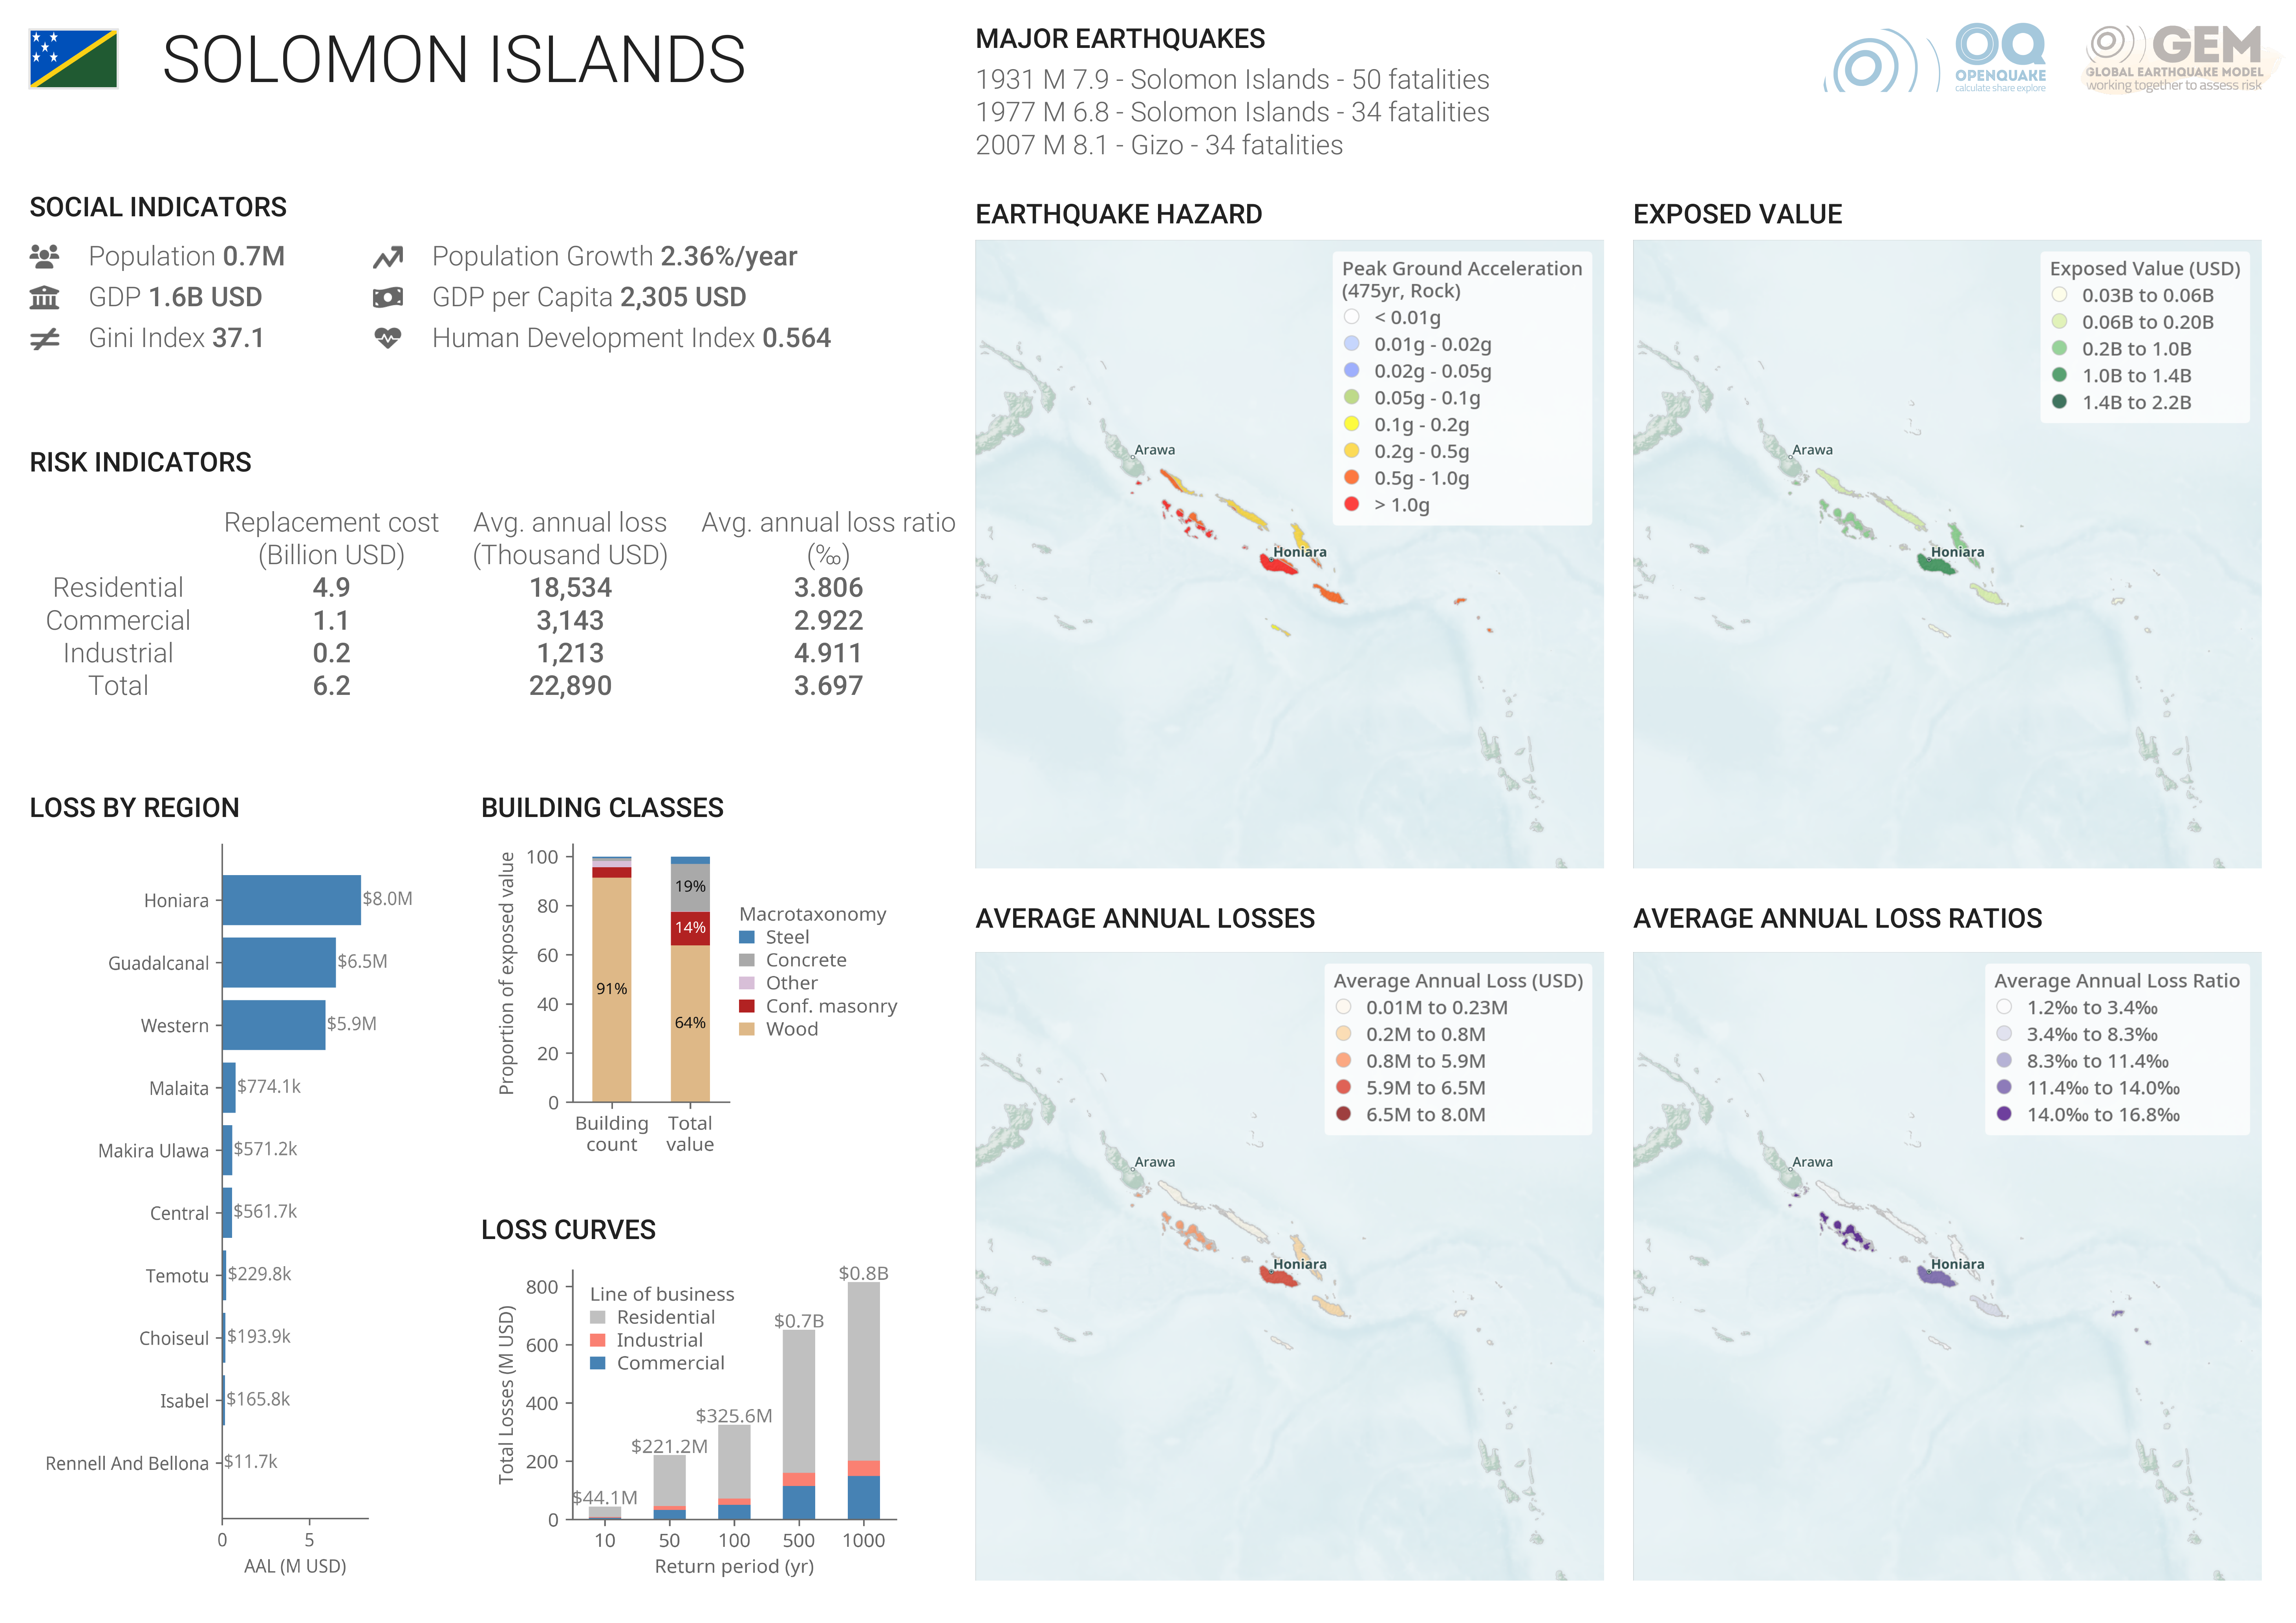 SOLOMON ISLANDS
MAJOR EARTHQUAKES
1931 M 7.9 - Solomon Islands - 50 fatalities
1977 M 6.8 - Solomon Islands - 34 fatalities
2007 M 8.1 - Gizo - 34 fatalities
OQ
OPENQUAKE
calculate share explore
GEM
GLOBAL EARTHQUAKE MODEL
working together to assess risk
SOCIAL INDICATORS
Population 0.7M
Population Growth 2.36%/year
GDP 1.6B USD
GDP per Capita 2,305 USD
Gini Index 37.1
Human Development Index 0.564
RISK INDICATORS
Replacement cost Avg. annual loss Avg. annual loss ratio
(Billion USD) (Thousand USD) (‰)
Residential 4.9 18,534 3.806
Commercial 1.1 3,143 2.922
Industrial 0.2 1,213 4.911
Total 6.2 22,890 3.697
LOSS BY REGION
Honiara $8.0M
Guadalcanal $6.5M
Western $5.9M
Malaita $774.1k
Makira Ulawa $571.2k
Central $561.7k
Temotu $229.8k
Choiseul $193.9k
Isabel $165.8k
Rennell And Bellona $11.7k
0 5
AAL (M USD)
BUILDING CLASSES
Proportion of exposed value
100
80
60
40
20
0
91%
19%
14%
64%
Building
count
Total
value
Macrotaxonomy
Steel
Concrete
Other
Conf. masonry
Wood
LOSS CURVES
Total Losses (M USD)
800
600
400
200
0
Line of business
Residential
Industrial
Commercial
$44.1M
$221.2M
$325.6M
$0.7B
$0.8B
10 50 100 500 1000
Return period (yr)
EARTHQUAKE HAZARD
Peak Ground Acceleration
(475yr, Rock)
< 0.01g
0.01g - 0.02g
0.02g - 0.05g
0.05g - 0.1g
0.1g - 0.2g
0.2g - 0.5g
0.5g - 1.0g
> 1.0g
Arawa
Honiara
EXPOSED VALUE
Exposed Value (USD)
0.03B to 0.06B
0.06B to 0.20B
0.2B to 1.0B
1.0B to 1.4B
1.4B to 2.2B
Arawa
Honiara
AVERAGE ANNUAL LOSSES
Average Annual Loss (USD)
0.01M to 0.23M
0.2M to 0.8M
0.8M to 5.9M
5.9M to 6.5M
6.5M to 8.0M
Arawa
Honiara
AVERAGE ANNUAL LOSS RATIOS
Average Annual Loss Ratio
1.2‰ to 3.4‰
3.4‰ to 8.3‰
8.3‰ to 11.4‰
11.4‰ to 14.0‰
14.0‰ to 16.8‰
Arawa
Honiara